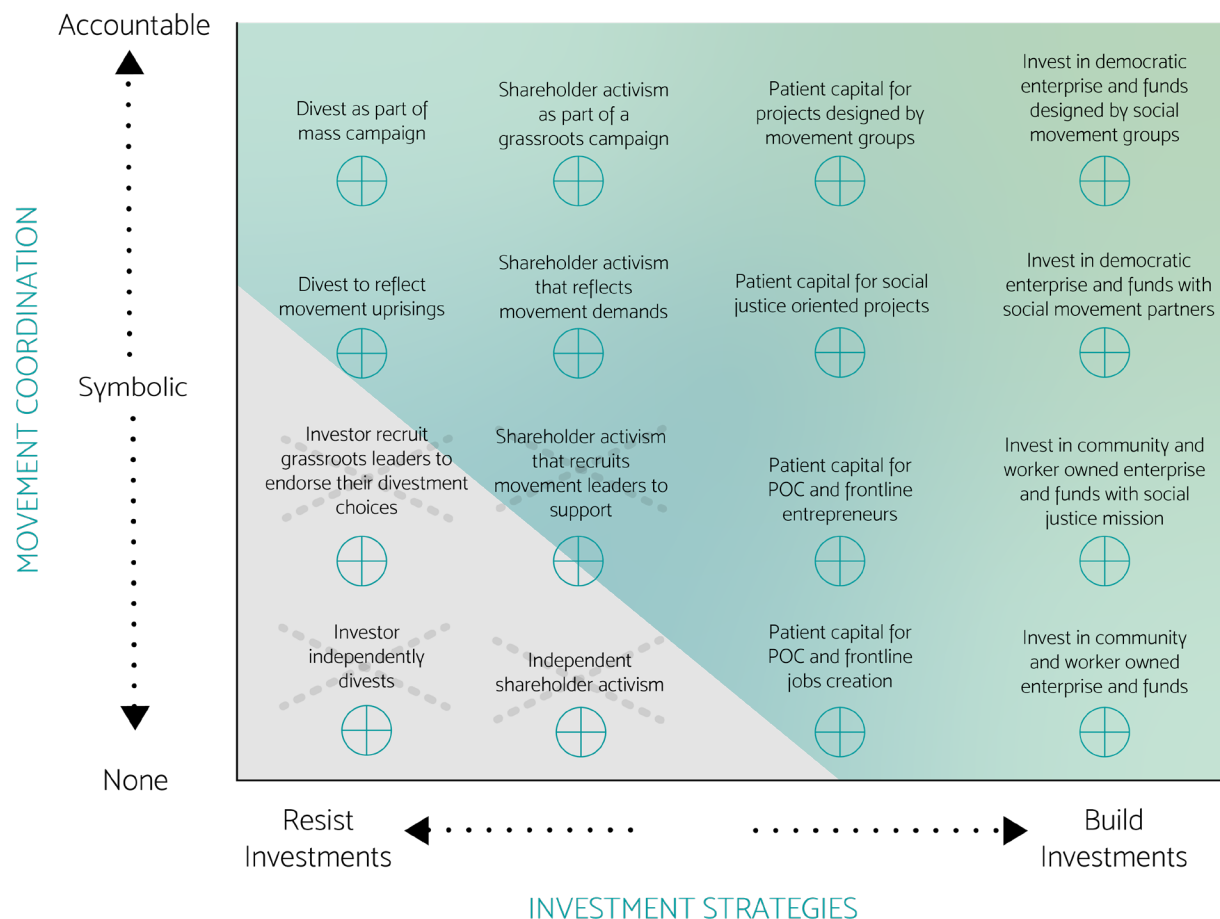 Accountable
MOVEMENT COORDINATION
Symbolic
None
Divest as part of
mass campaign
Shareholder activism
as part of a
grassroots campaign
Patient capital for
projects designed by
movement groups
Invest in democratic
enterprise and funds
designed by social
movement groups
Divest to reflect
movement uprisings
Shareholder activism
that reflects
movement demands
Patient capital for social
justice oriented projects
Invest in democratic
enterprise and funds with
social movement partners
Investor recruit
grassroots leaders to
endorse their divestment
choices
Shareholder activism
that recruits
movement leaders to
support
Patient capital for
POC and frontline
entrepreneurs
Invest in community and
worker owned enterprise
and funds with social
justice mission
Investor
independently
divests
Independent
shareholder activism
Patient capital for
POC and frontline
jobs creation
Invest in community
and worker owned
enterprise and funds
Resist
Investments
Build
Investments
INVESTMENT STRATEGIES